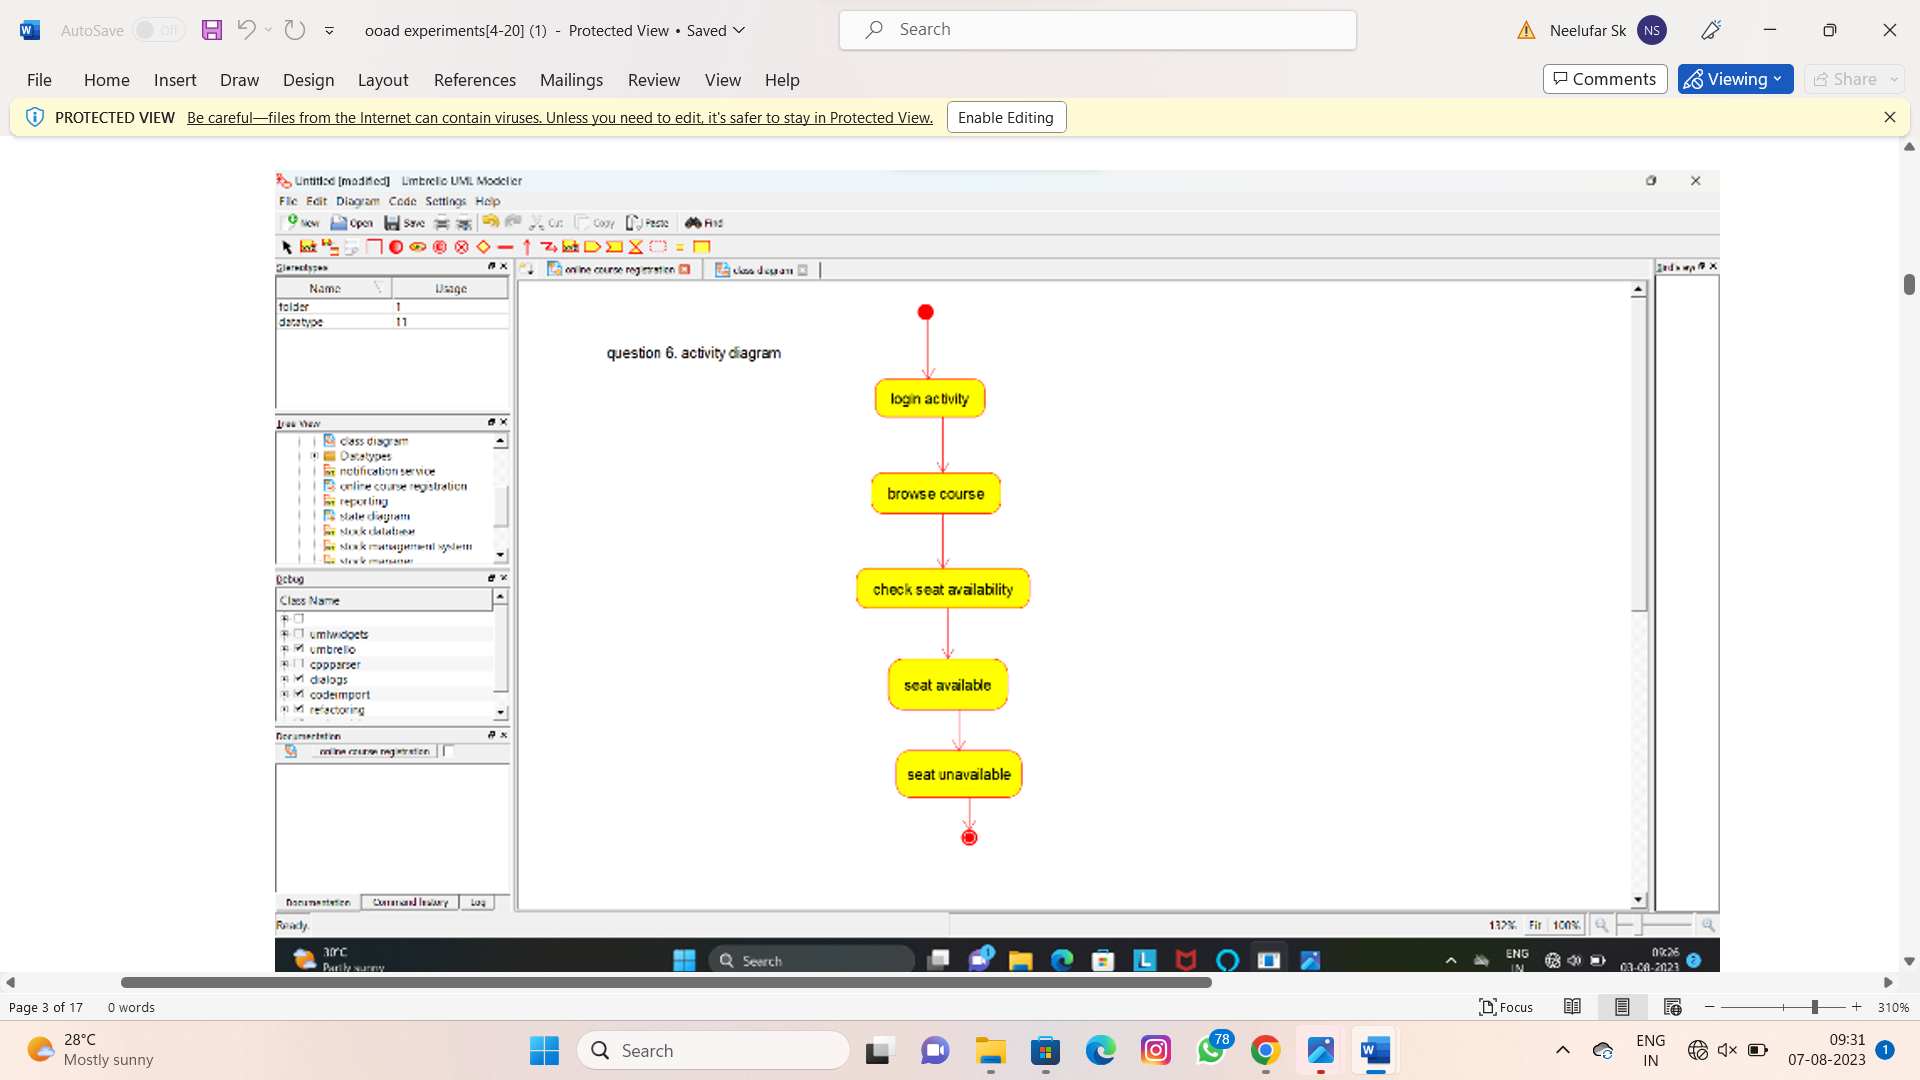 AutoSave Off ooad experiments[4-20] (1) - Protected View • Saved Search Neelufar Sk NS
File Home Insert Draw Design Layout References Mailings Review View Help Comments Viewing Share
PROTECTED VIEW Be careful—files from the Internet can contain viruses. Unless you need to edit, it's safer to stay in Protected View. Enable Editing
Untitled [modified] Umbrello UML Modeller
File Edit Diagram Code Settings Help
New Open Save Cut Copy Paste Find
Stereotypes
Name Usage
folder 1
datatype 11
online course registration class diagram
Bird's eye
question 6. activity diagram
login activity
browse course
check seat availability
seat available
seat unavailable
Tree View
class diagram
Datatypes
notification service
online course registration
reporting
state diagram
stock database
stock management system
stock manager
Debug
Class Name
umlwidgets
umbrello
cppparser
dialogs
codeimport
refactoring
Documentation
online course registration
Documentation Command history Log
Ready. 132% Fit 100%
30°C
Partly sunny
Search
1
ENG
IN
09:26
03-08-2023
2
Page 3 of 17 0 words Focus 310%
28°C
Mostly sunny
Search
78
ENG
IN
09:31
07-08-2023
1